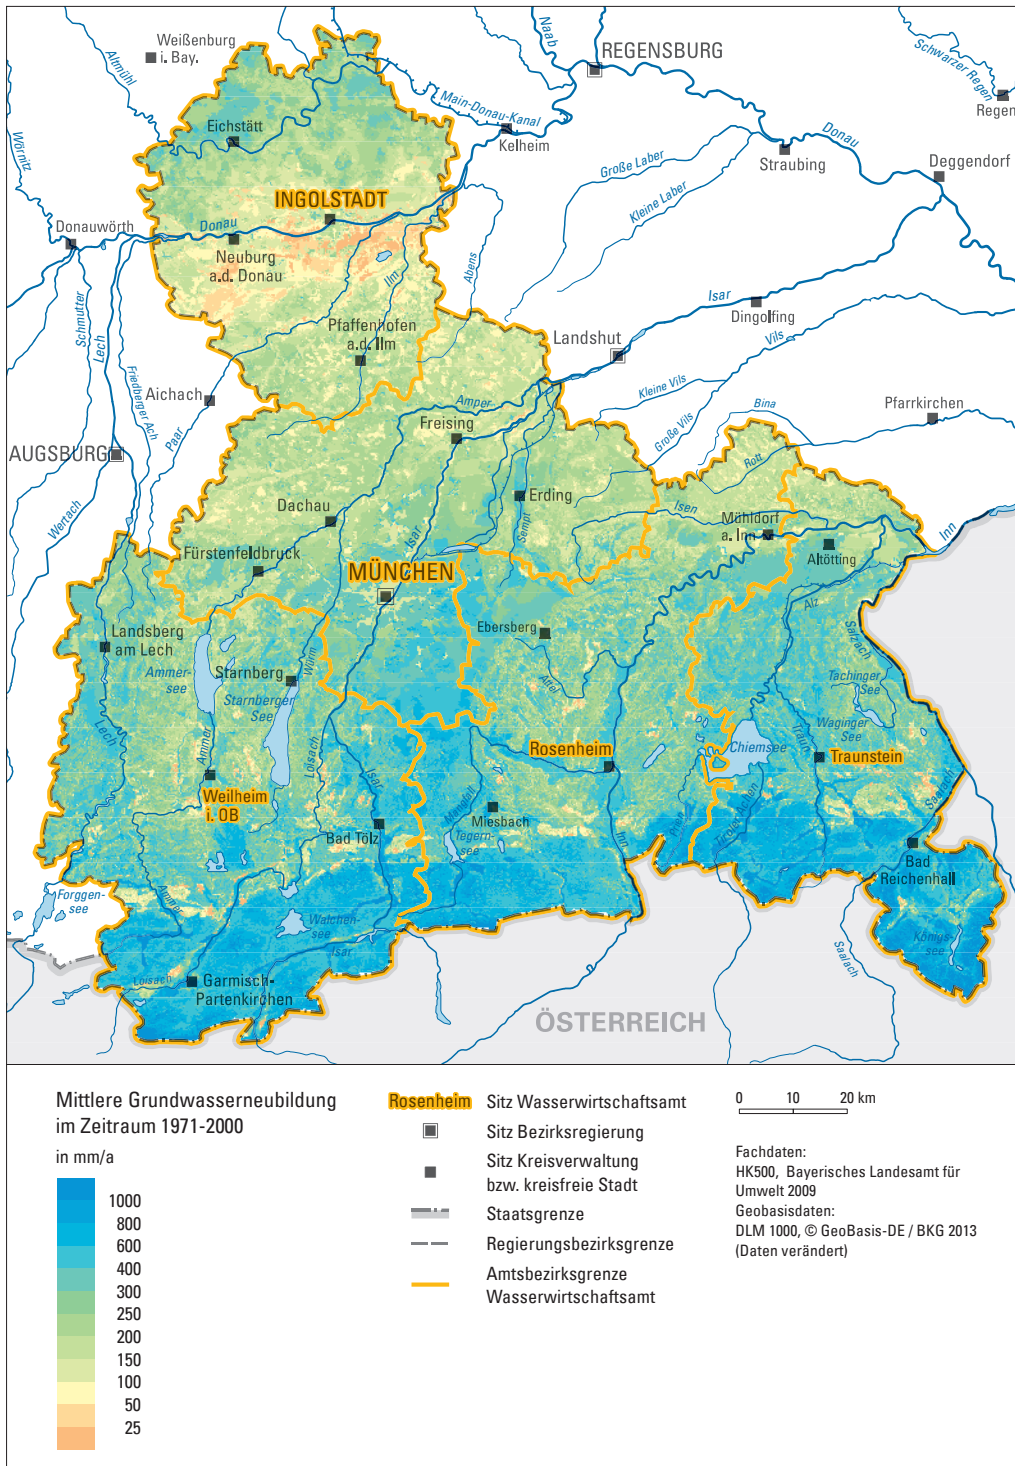 Weißenburg
i. Bay.
Altmühl
Naab
REGENSBURG
Schwarzer Regen
Regen
Wörnitz
Main-Donau-Kanal
Kelheim
Eichstätt
Donau
Straubing
Deggendorf
Große Laber
Kleine Laber
INGOLSTADT
Donauwörth
Donau
Neuburg
a.d. Donau
Ilm
Abens
Isar
Dingolfing
Schmutter
Lech
Friedberger Ach
Pfaffenhofen
a.d. Ilm
Landshut
Vils
Aichach
Paar
Amper
Kleine Vils
Große Vils
Bina
Pfarrkirchen
Freising
AUGSBURG
Wertach
Rott
Erding
Sempt
Dachau
Isar
Isen
Mühldorf
a. Inn
Inn
Altötting
Fürstenfeldbruck
MÜNCHEN
Alz
Salzach
Landsberg
am Lech
Ebersberg
Ammer-
see
Starnberg
Würm
Starnberger
See
Attel
Tachinger
See
Waginger
See
Lech
Ammer
Loisach
Isar
Rosenheim
Chiemsee
Traun
Traunstein
Weilheim
i. OB
Mangfall
Miesbach
Prien
Tiroler Achen
Saalach
Bad Tölz
Tegern-
see
Inn
Bad
Reichenhall
Forggen-
see
Ammer
Walchen-
see
Isar
Königs-
see
Saalach
Loisach
Garmisch-
Partenkirchen
ÖSTERREICH
Mittlere Grundwasserneubildung
im Zeitraum 1971-2000
in mm/a
1000
800
600
400
300
250
200
150
100
50
25
Rosenheim Sitz Wasserwirtschaftsamt
Sitz Bezirksregierung
Sitz Kreisverwaltung
bzw. kreisfreie Stadt
Staatsgrenze
Regierungsbezirksgrenze
Amtsbezirksgrenze
Wasserwirtschaftsamt
0 10 20 km
Fachdaten:
HK500, Bayerisches Landesamt für
Umwelt 2009
Geobasisdaten:
DLM 1000, © GeoBasis-DE / BKG 2013
(Daten verändert)